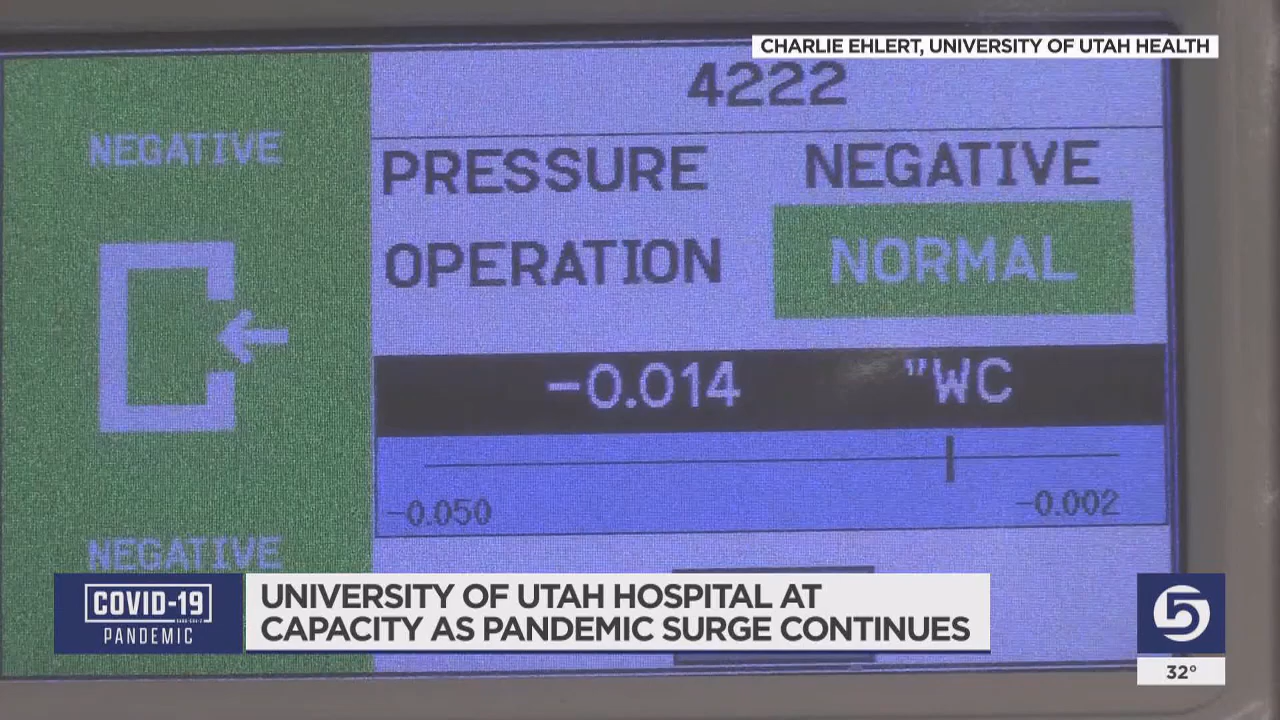 CHARLIE EHLERT, UNIVERSITY OF UTAH HEALTH
4222
NEGATIVE
PRESSURE NEGATIVE
OPERATION NORMAL
-0.014 "WC
-0.050 -0.002
NEGATIVE
COVID-19
PANDEMIC
UNIVERSITY OF UTAH HOSPITAL AT
CAPACITY AS PANDEMIC SURGE CONTINUES
5
32°